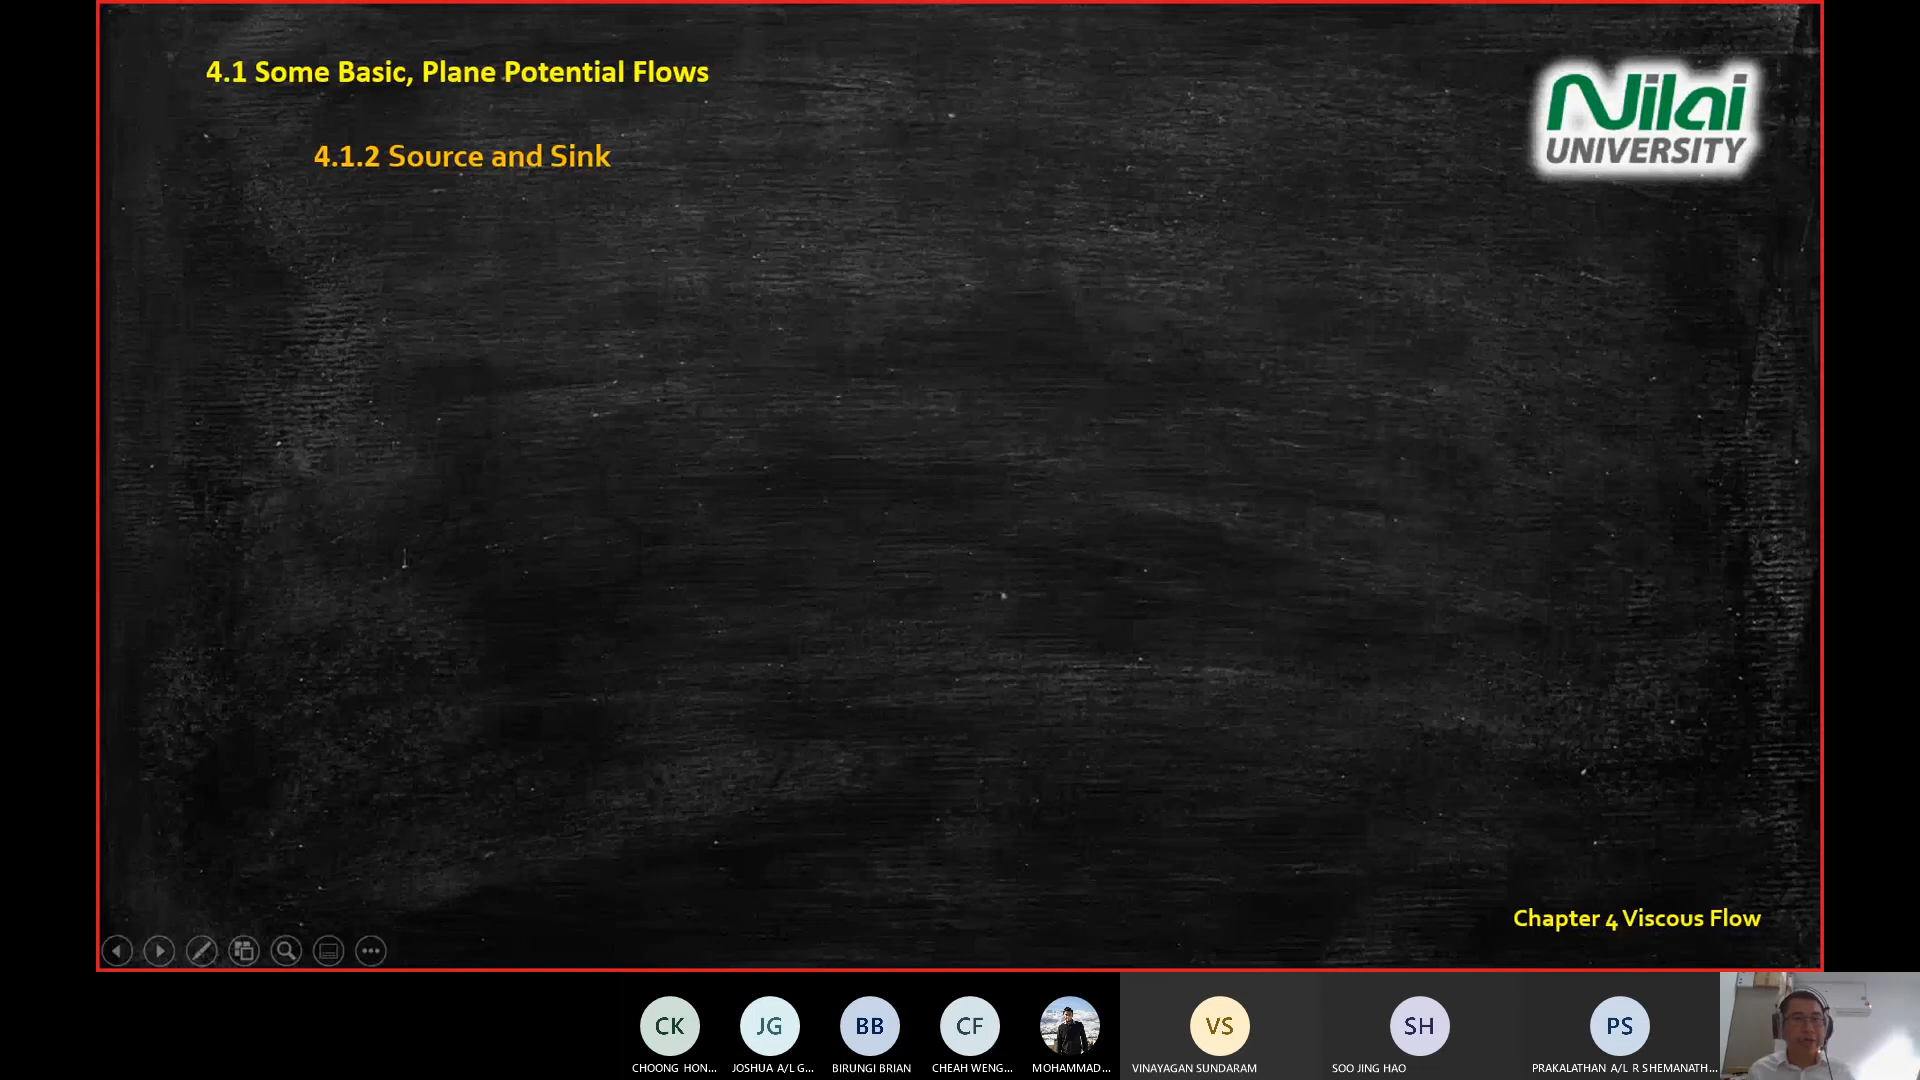 4.1 Some Basic, Plane Potential Flows
Nilai
UNIVERSITY
4.1.2 Source and Sink
Chapter 4 Viscous Flow
CK
JG
BB
CF
VS
SH
PS
CHOONG HON...
JOSHUA A/L G...
BIRUNGI BRIAN
CHEAH WENG...
MOHAMMAD...
VINAYAGAN SUNDARAM
SOO JING HAO
PRAKALATHAN A/L R SHEMANATH...